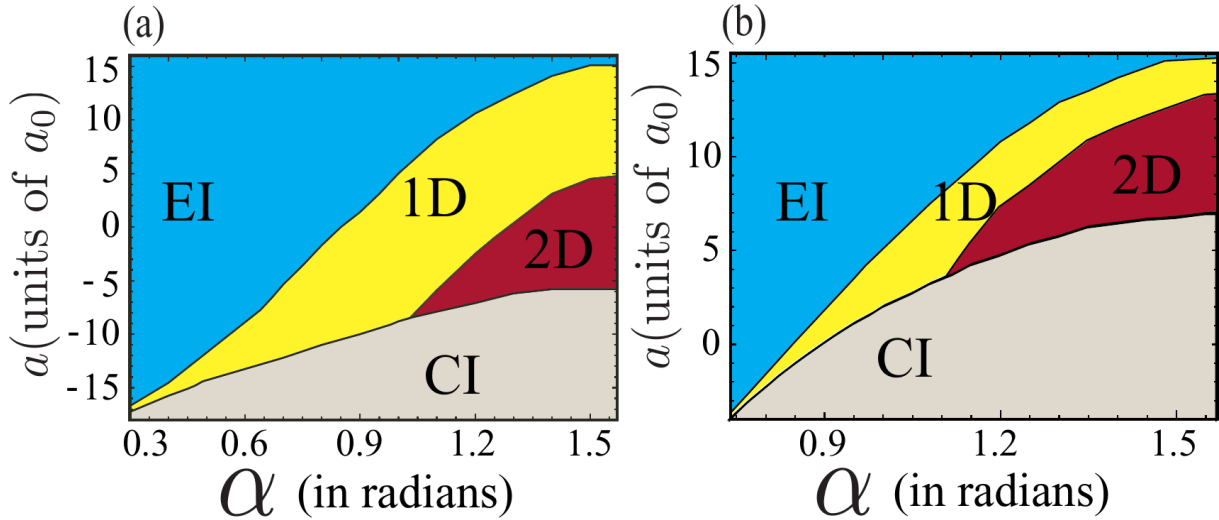 (a)
a(units of a₀)
15
10
5
0
- 5
-10
-15
EI
1D
2D
CI
0.3
0.6
0.9
1.2
1.5
α (in radians)
(b)
a(units of a₀)
15
10
5
0
EI
1D
2D
CI
0.9
1.2
1.5
α (in radians)